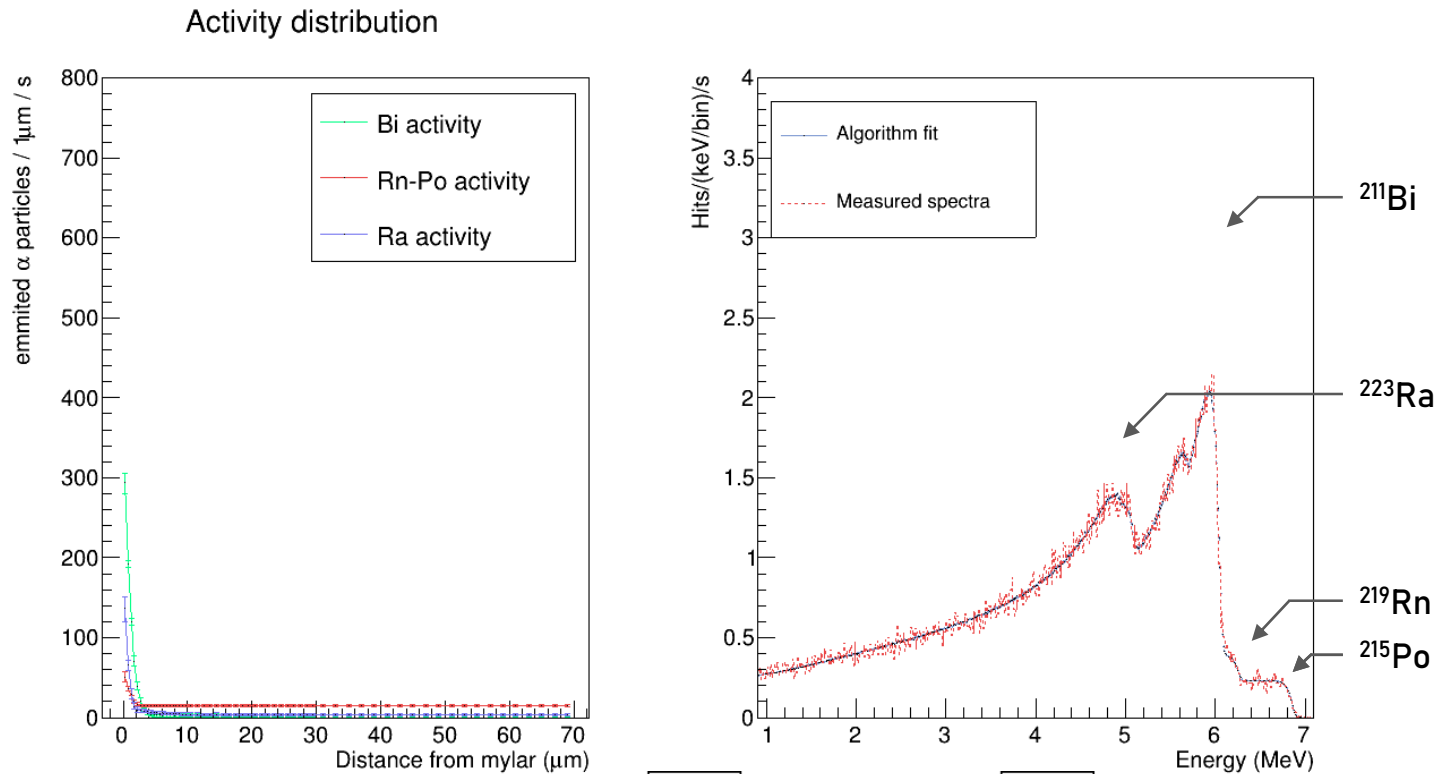 Activity distribution
emmited α particles / 1μm / s
800
700
600
500
400
300
200
100
0
Bi activity
Rn-Po activity
Ra activity
0 10 20 30 40 50 60 70
Distance from mylar (μm)
Hits/(keV/bin)/s
4
3.5
3
2.5
2
1.5
1
0.5
0
Algorithm fit
Measured spectra
1 2 3 4 5 6 7
Energy (MeV)
²¹¹Bi
²²³Ra
²¹⁹Rn
²¹⁵Po